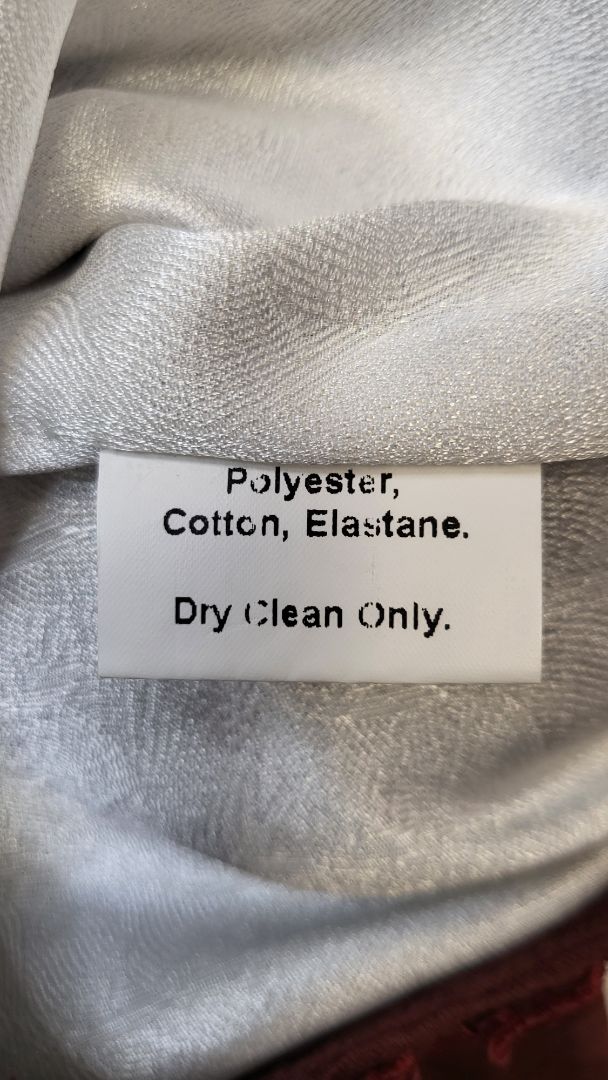 Polyester,
Cotton, Elastane.
Dry Clean Only.